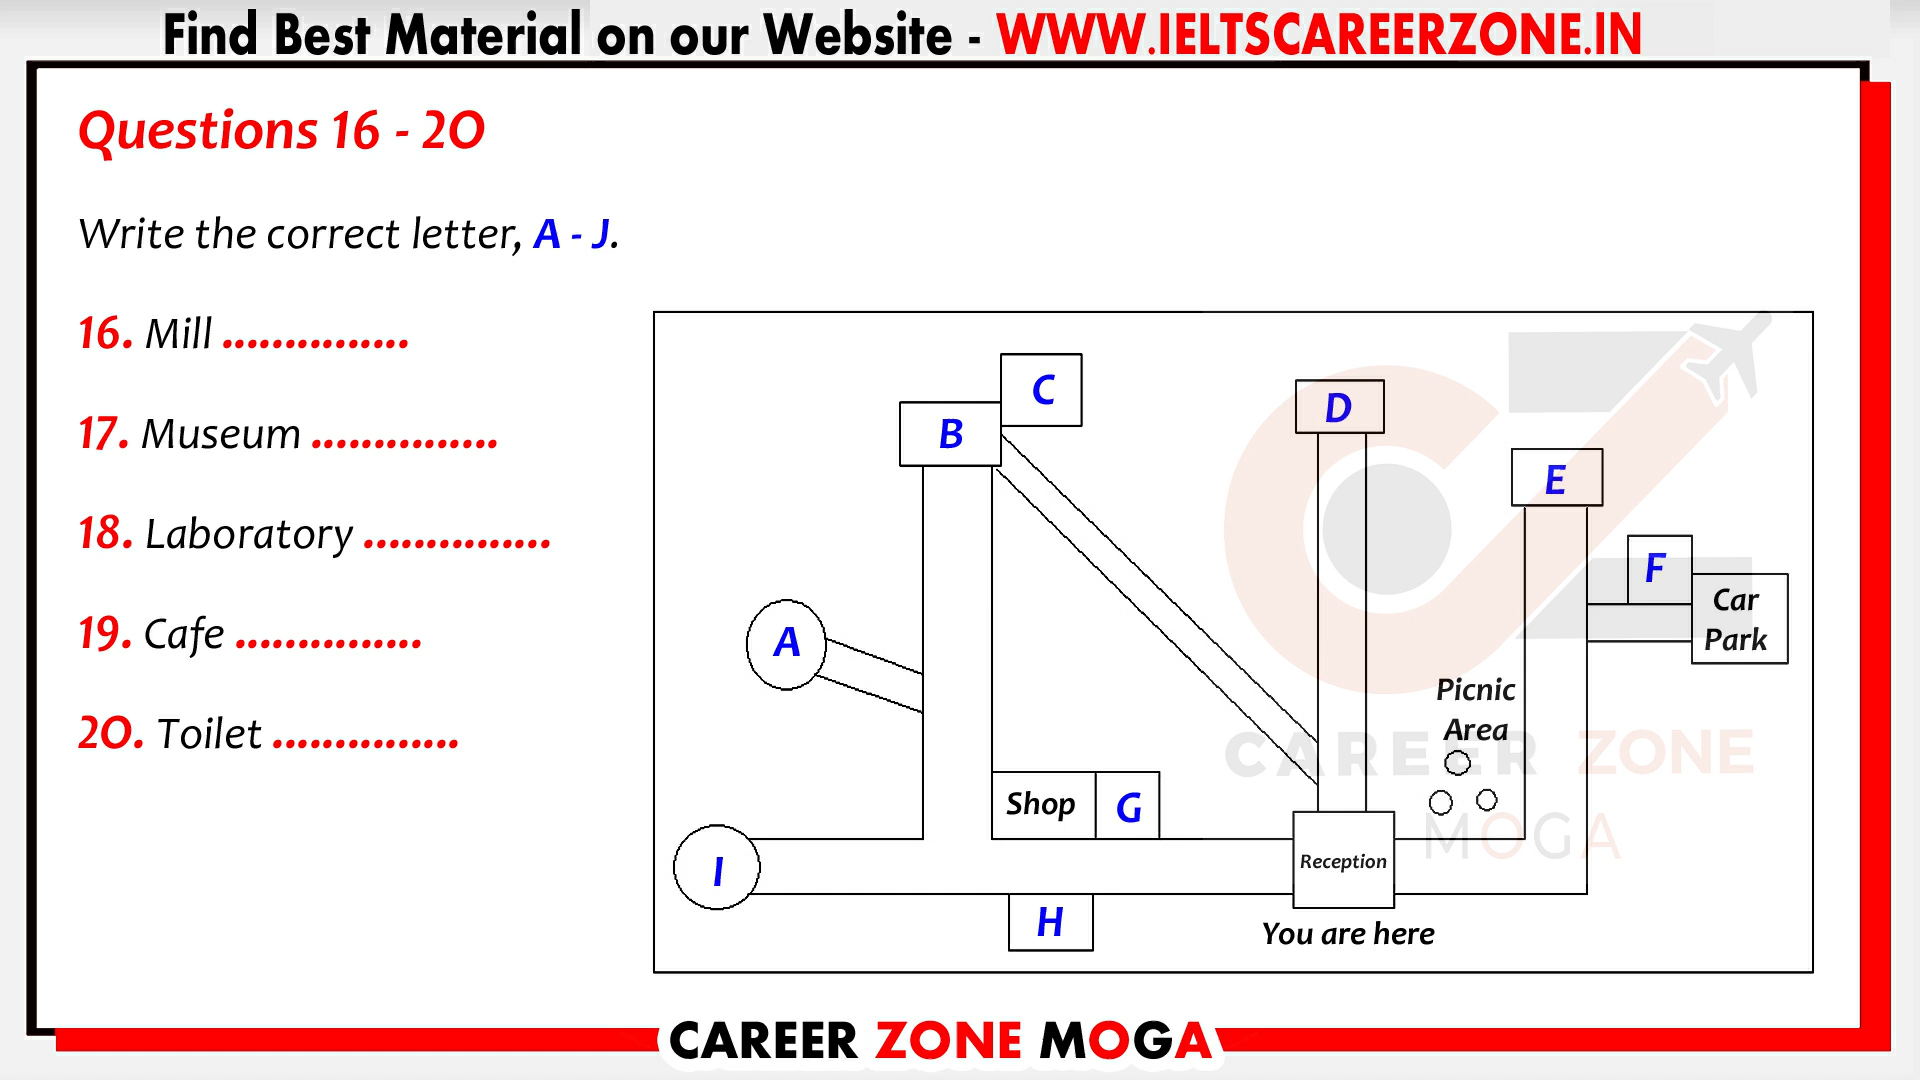 Find Best Material on our Website - WWW.IELTSCAREERZONE.IN
Questions 16 - 20
Write the correct letter, A - J.
16. Mill ...............
17. Museum ...............
18. Laboratory ...............
19. Cafe ...............
20. Toilet ...............
C
B
D
E
F
Car
Park
A
Picnic
Area
CAREER ZONE
MOGA
Shop
G
I
Reception
H
You are here
CAREER ZONE MOGA